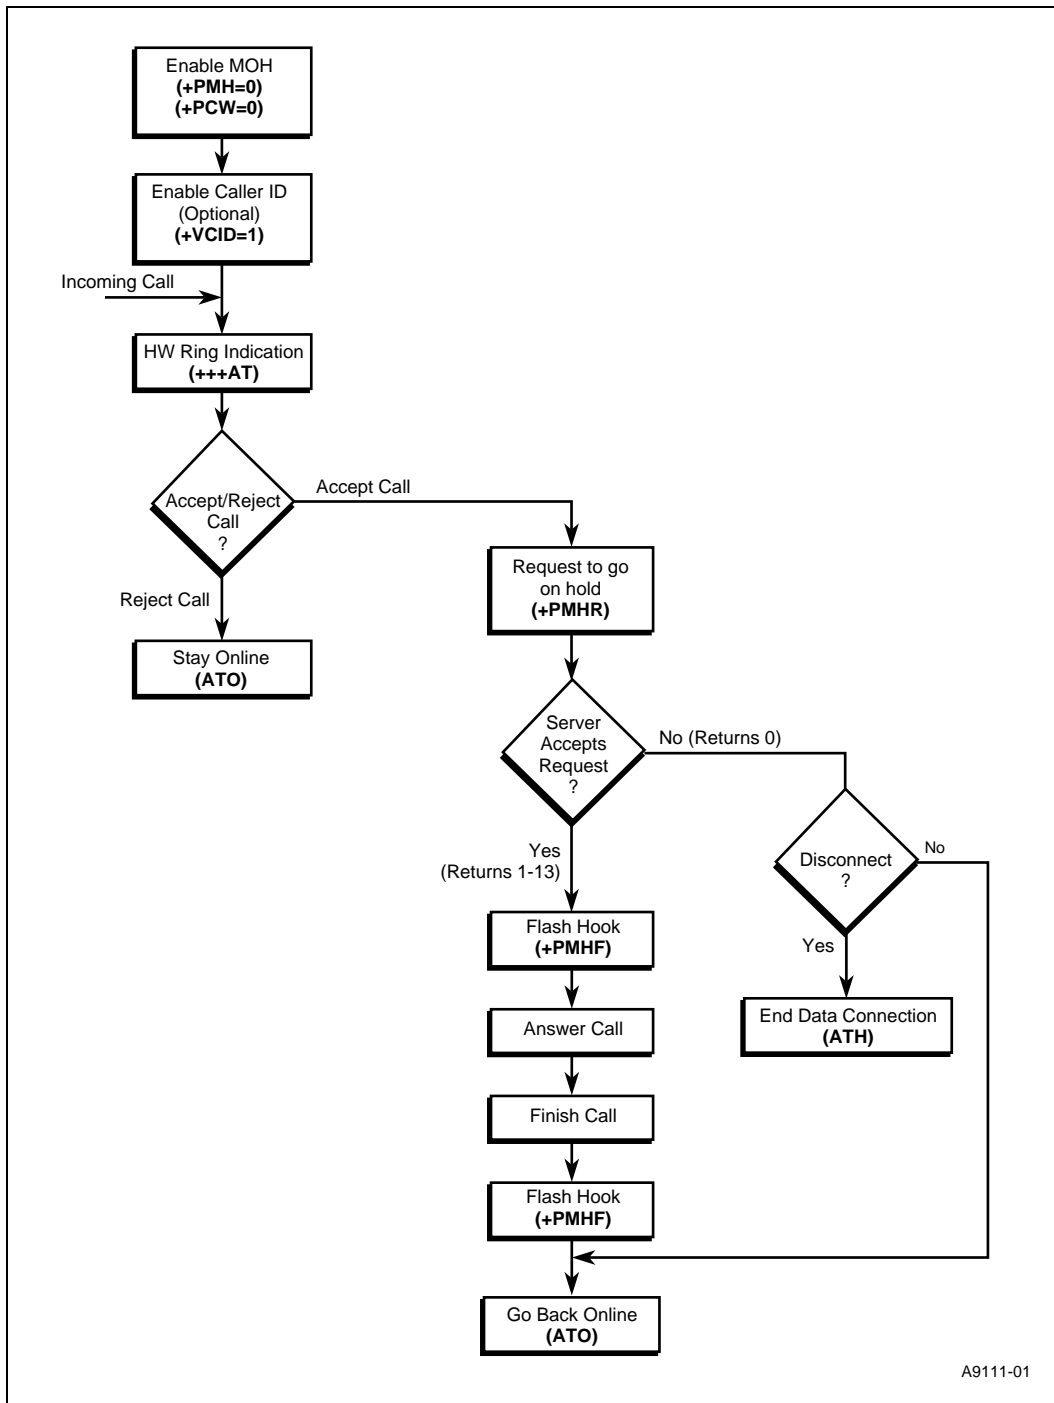 Enable MOH
(+PMH=0)
(+PCW=0)
Enable Caller ID
(Optional)
(+VCID=1)
Incoming Call
HW Ring Indication
(+++AT)
Accept/Reject
Call
?
Accept Call
Reject Call
Stay Online
(ATO)
Request to go
on hold
(+PMHR)
Server
Accepts
Request
?
No (Returns 0)
Yes
(Returns 1-13)
Disconnect
?
No
Yes
End Data Connection
(ATH)
Flash Hook
(+PMHF)
Answer Call
Finish Call
Flash Hook
(+PMHF)
Go Back Online
(ATO)
A9111-01